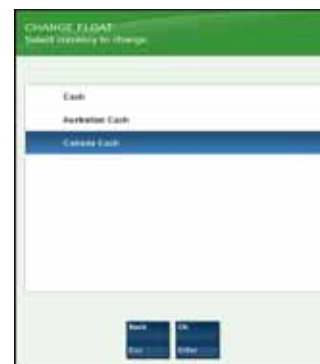 CHANGE FLOAT
Select currency to change
Cash
Australian Cash
Canada Cash
Back Ok
Esc Enter